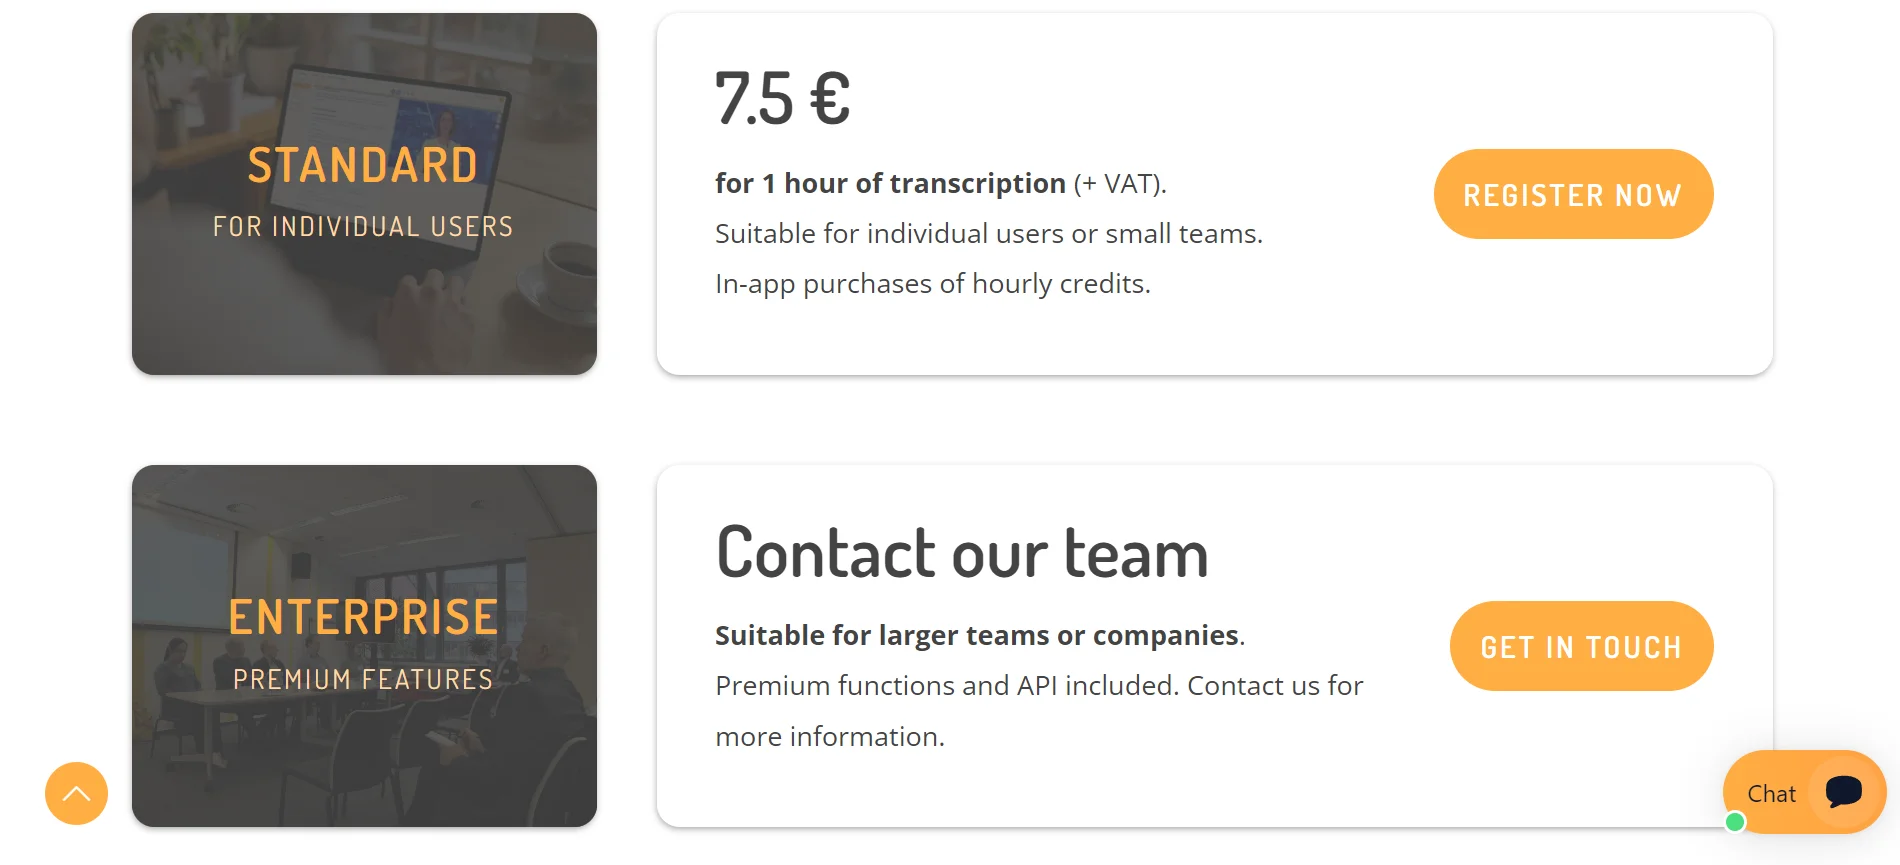 STANDARD
FOR INDIVIDUAL USERS
7.5 €
for 1 hour of transcription (+ VAT).
Suitable for individual users or small teams.
In-app purchases of hourly credits.
REGISTER NOW
ENTERPRISE
PREMIUM FEATURES
Contact our team
Suitable for larger teams or companies.
Premium functions and API included. Contact us for
more information.
GET IN TOUCH
Chat